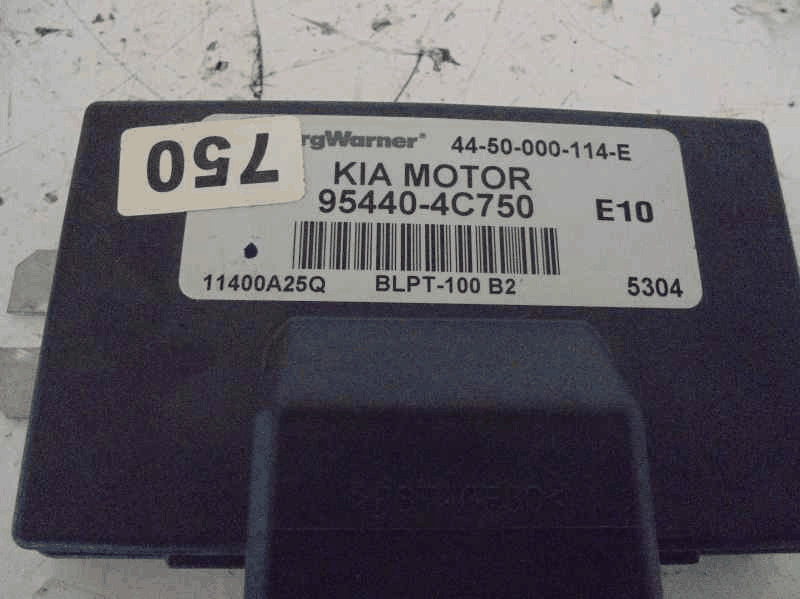 rgWarner® 44-50-000-114-E
750
KIA MOTOR
95440-4C750
E10
11400A25Q BLPT-100 B2 5304